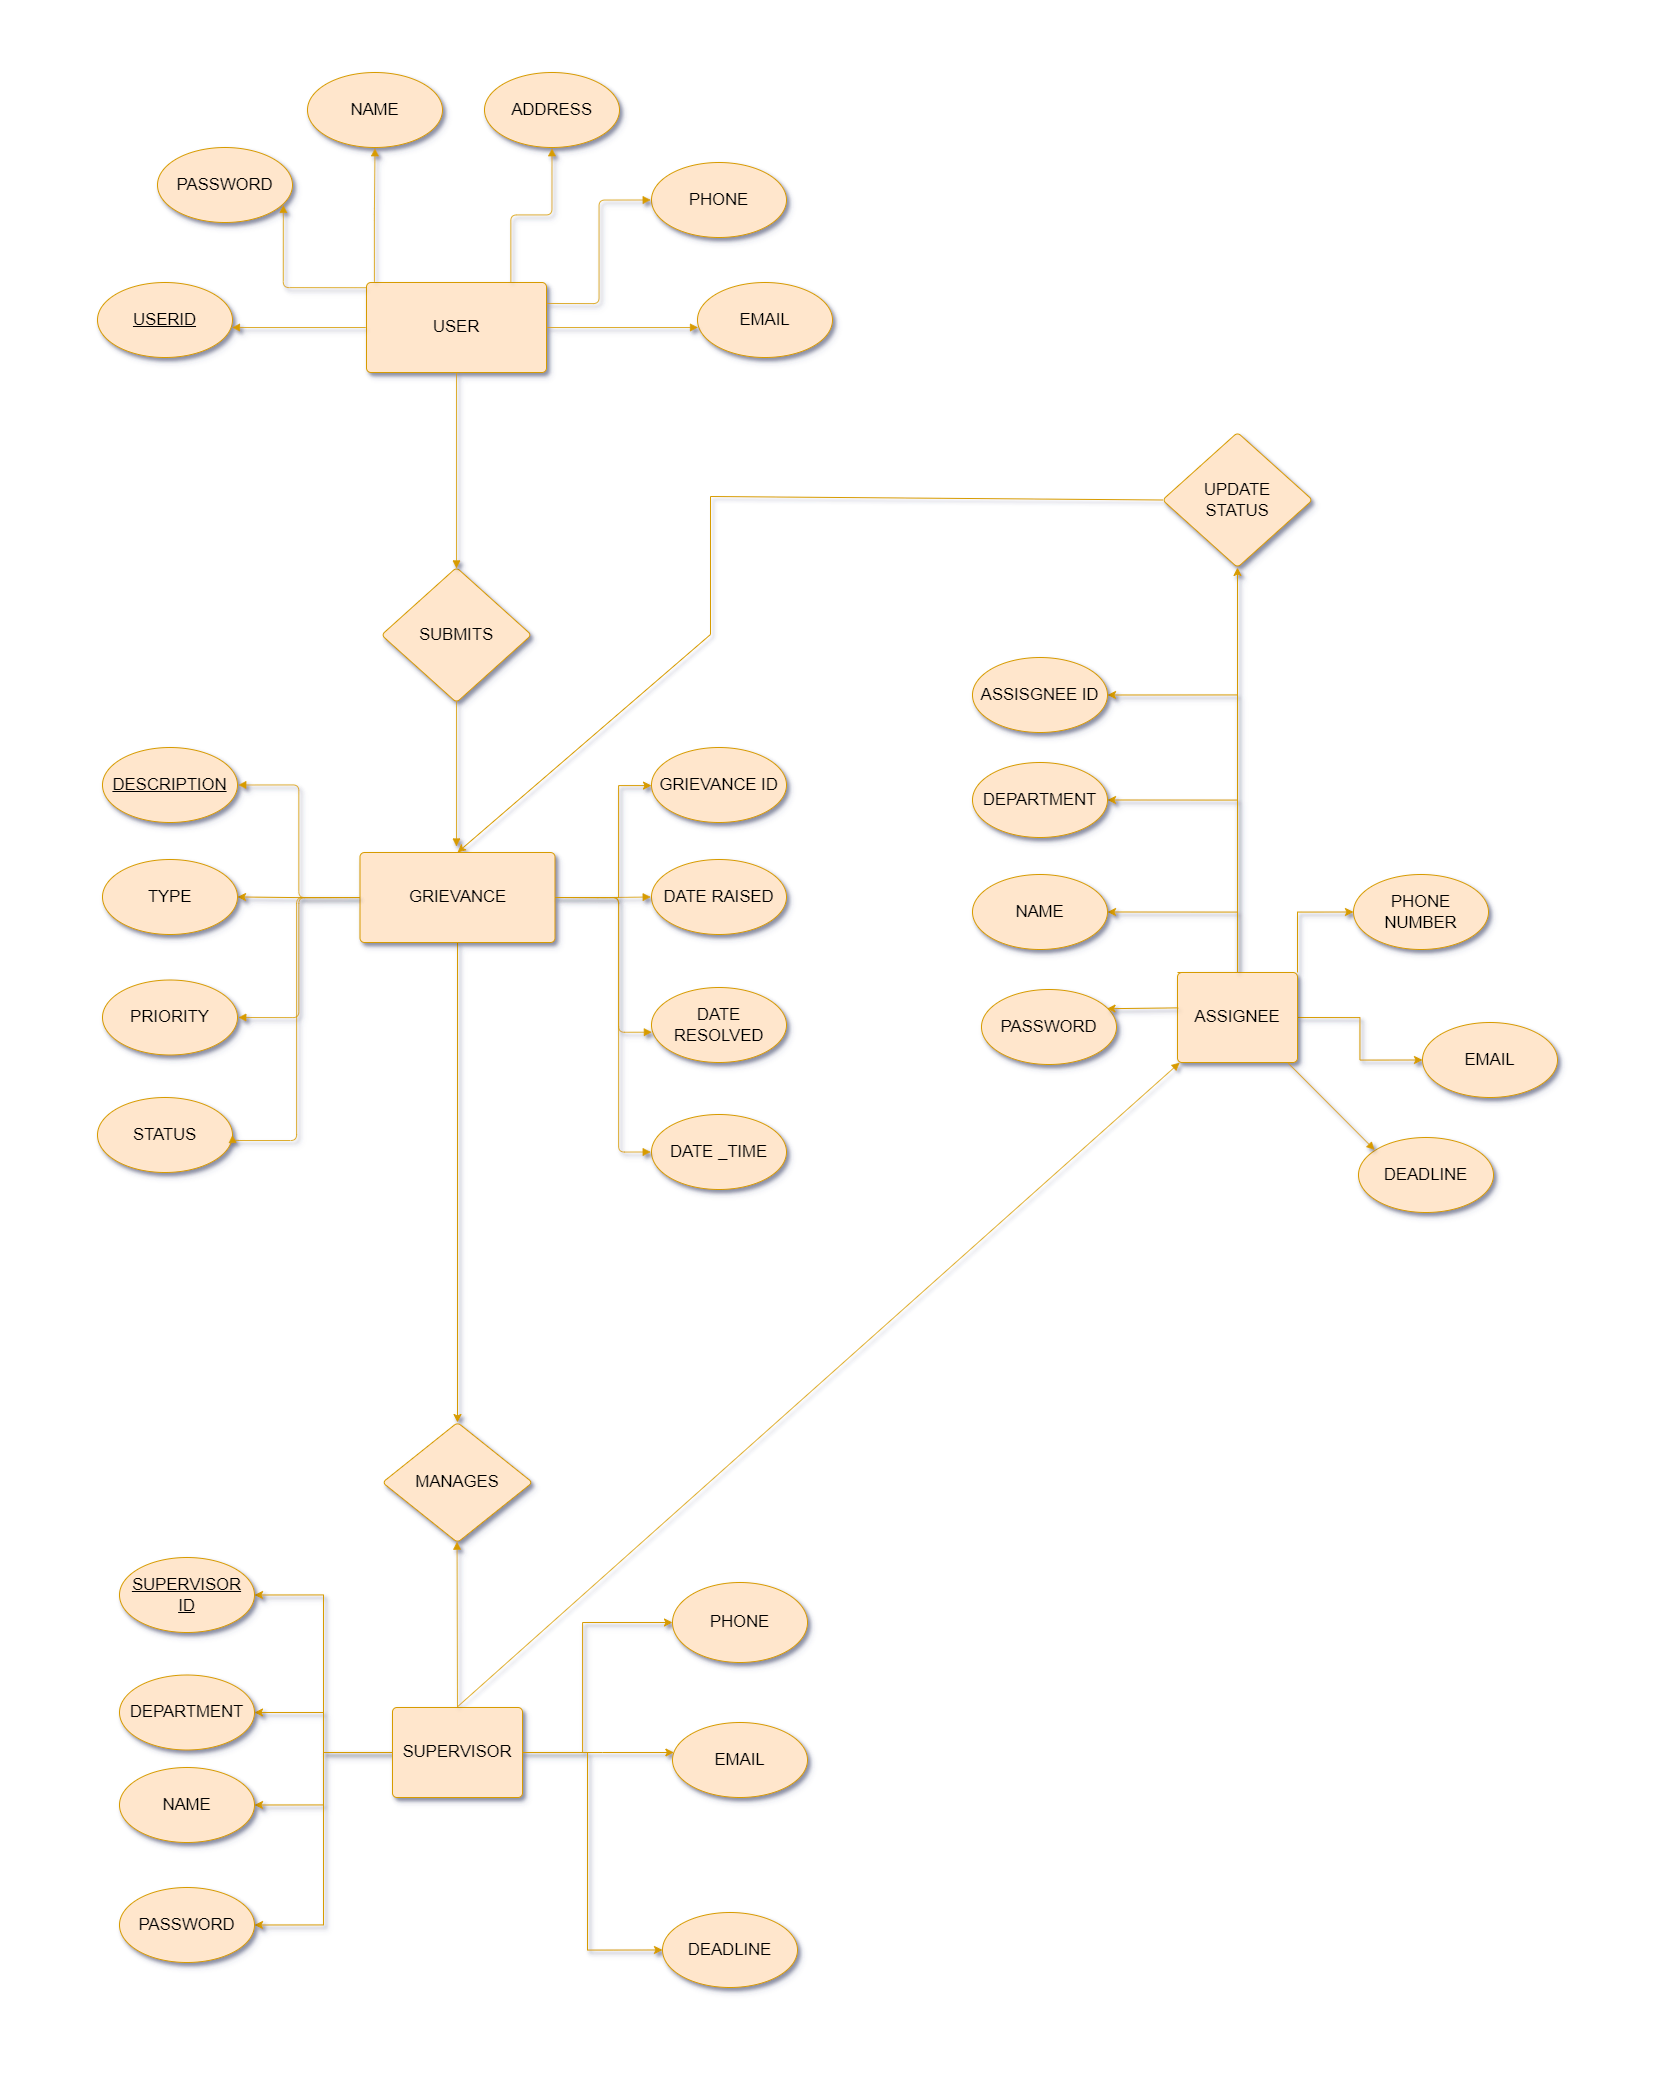 NAME
ADDRESS
PASSWORD
PHONE
USERID
USER
EMAIL
UPDATE
STATUS
SUBMITS
ASSISGNEE ID
DESCRIPTION
GRIEVANCE ID
DEPARTMENT
TYPE
GRIEVANCE
DATE RAISED
NAME
PHONE
NUMBER
PRIORITY
DATE
RESOLVED
PASSWORD
ASSIGNEE
EMAIL
STATUS
DATE _TIME
DEADLINE
MANAGES
SUPERVISOR
ID
PHONE
DEPARTMENT
SUPERVISOR
EMAIL
NAME
PASSWORD
DEADLINE